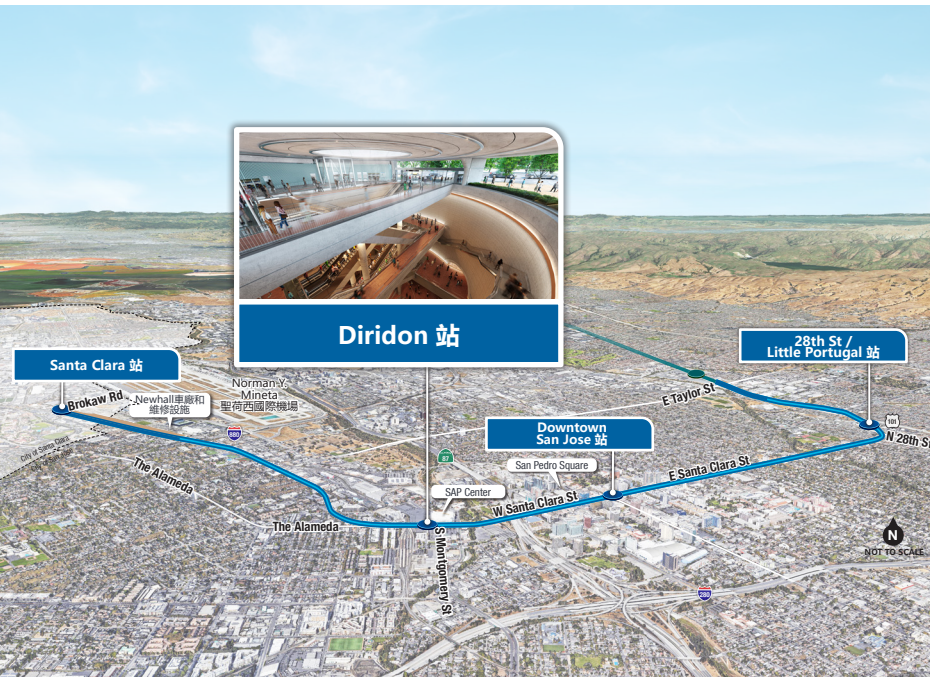 Diridon 站
Santa Clara 站
28th St /
Little Portugal 站
Brokaw Rd
Newhall車廠和
維修設施
Norman Y.
Mineta
聖荷西國際機場
880
E Taylor St
101
N 28th St
Downtown
San Jose 站
87
San Pedro Square
SAP Center
W Santa Clara St
E Santa Clara St
City of Santa Clara
The Alameda
The Alameda
S Montgomery St
N
NOT TO SCALE
280